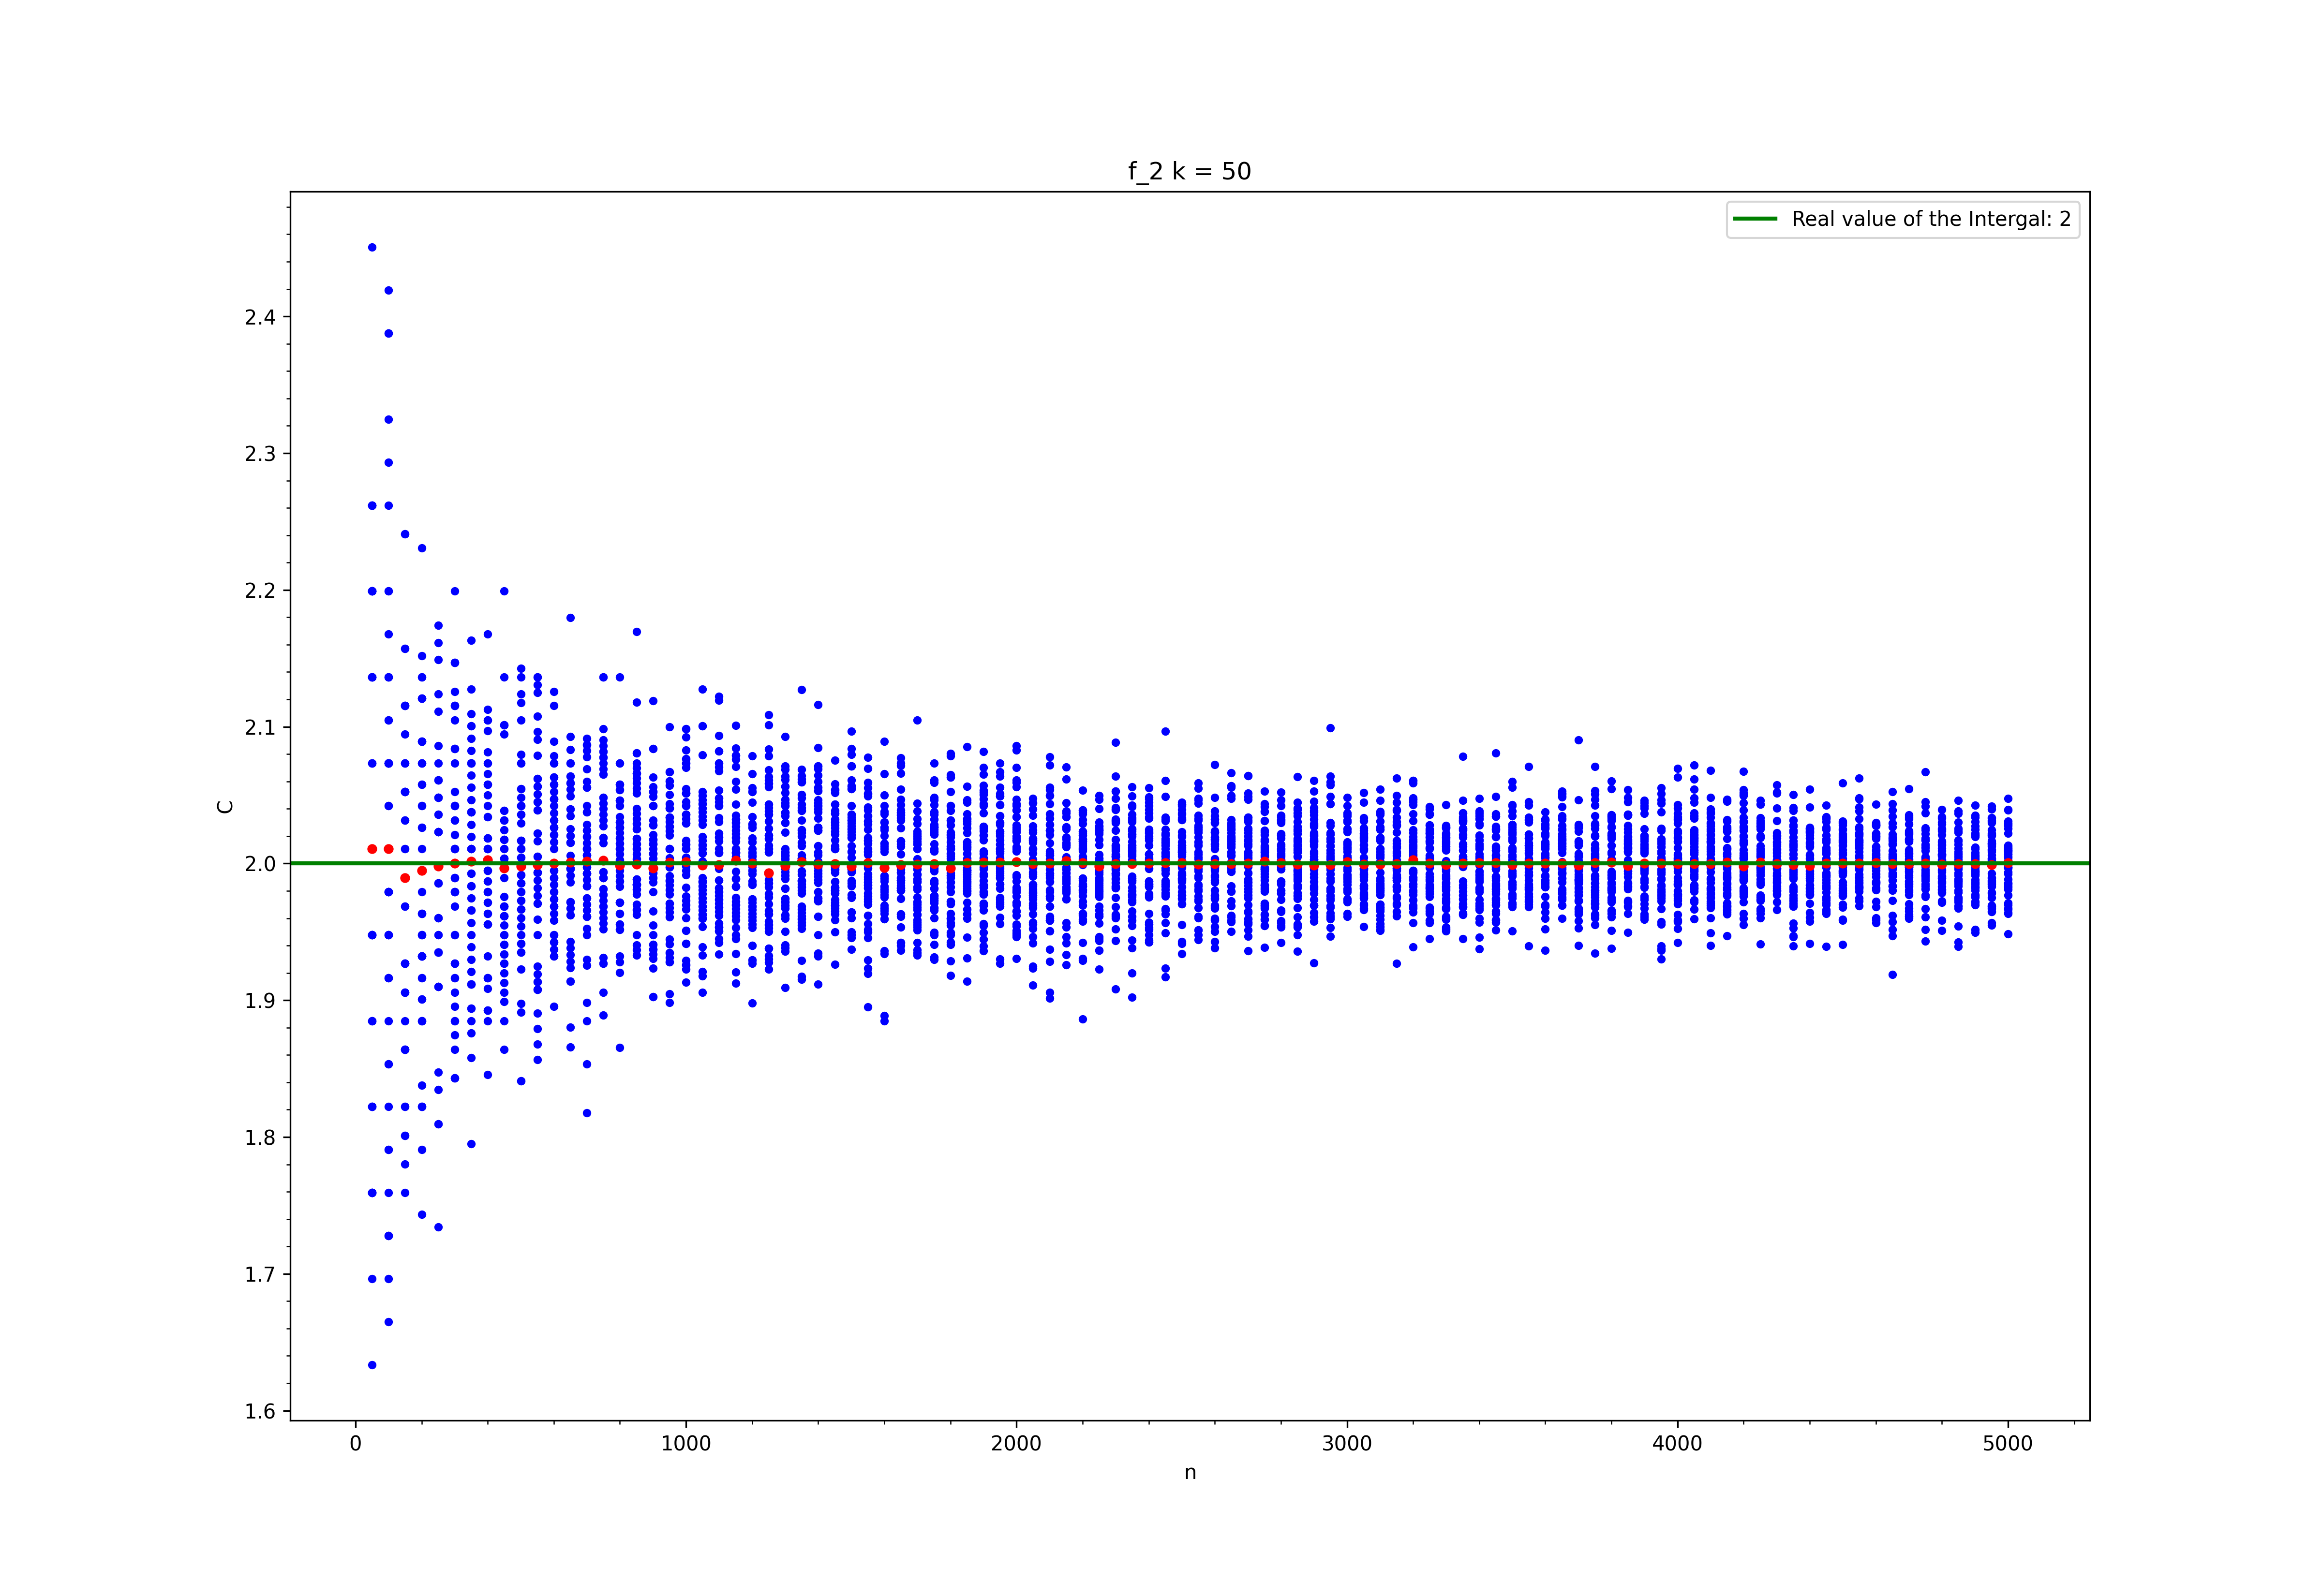 f_2 k = 50
Real value of the Intergal: 2
2.4
2.3
2.2
2.1
2.0
1.9
1.8
1.7
1.6
C
0 1000 2000 3000 4000 5000
n